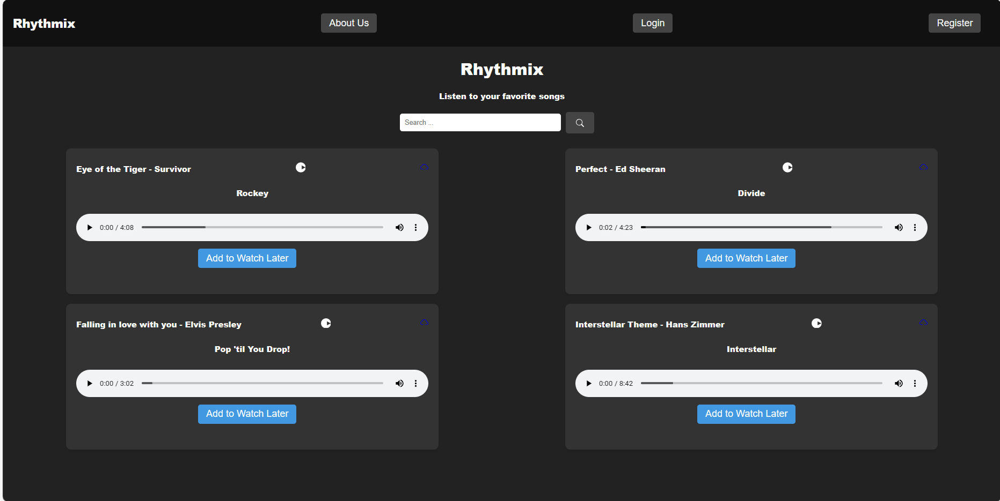 Rhythmix
About Us
Login
Register
Rhythmix
Listen to your favorite songs
Search ...
Eye of the Tiger - Survivor
Rockey
0:00 / 4:08
Add to Watch Later
Perfect - Ed Sheeran
Divide
0:02 / 4:23
Add to Watch Later
Falling in love with you - Elvis Presley
Pop 'til You Drop!
0:00 / 3:02
Add to Watch Later
Interstellar Theme - Hans Zimmer
Interstellar
0:00 / 8:42
Add to Watch Later